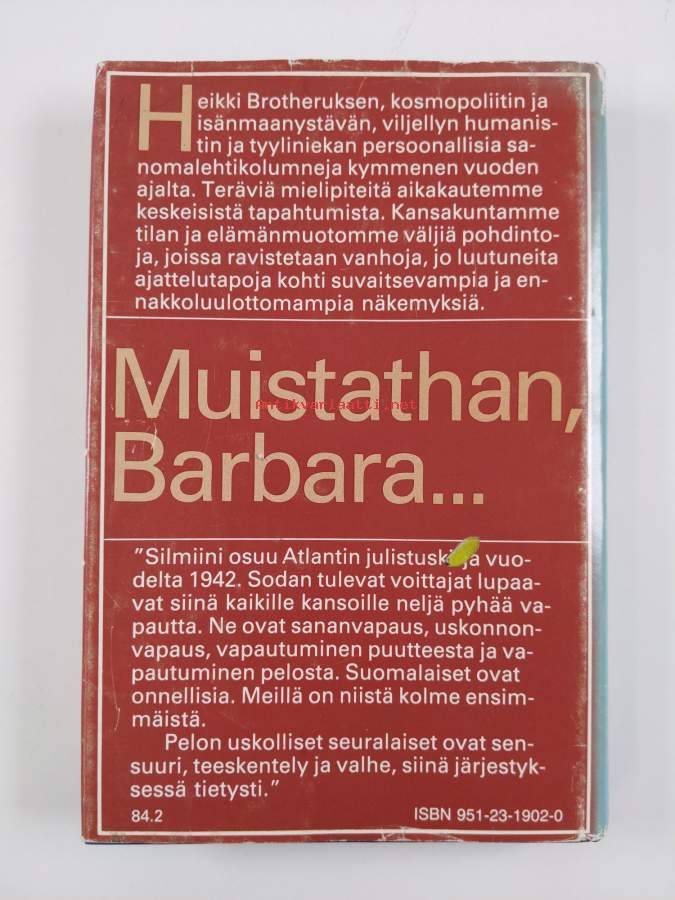 Heikki Brotheruksen, kosmopoliitin ja
isänmaanystävän, viljellyn humanis-
tin ja tyyliniekan persoonallisia sa-
nomalehtikolumneja kymmenen vuoden
ajalta. Teräviä mielipiteitä aikakautemme
keskeisistä tapahtumista. Kansakuntamme
tilan ja elämänmuotomme väljiä pohdinto-
ja, joissa ravistetaan vanhoja, jo luutuneita
ajattelutapoja kohti suvaitsevampia ja en-
nakkoluulottomampia näkemyksiä.
Muistathan,
antikvariaatti.net
Barbara...
"Silmiini osuu Atlantin julistuskirja vuo-
delta 1942. Sodan tulevat voittajat lupaa-
vat siinä kaikille kansoille neljä pyhää va-
pautta. Ne ovat sananvapaus, uskonnon-
vapaus, vapautuminen puutteesta ja va-
pautuminen pelosta. Suomalaiset ovat
onnellisia. Meillä on niistä kolme ensim-
mäistä.
Pelon uskolliset seuralaiset ovat sen-
suuri, teeskentely ja valhe, siinä järjestyk-
sessä tietysti."
84.2 ISBN 951-23-1902-0